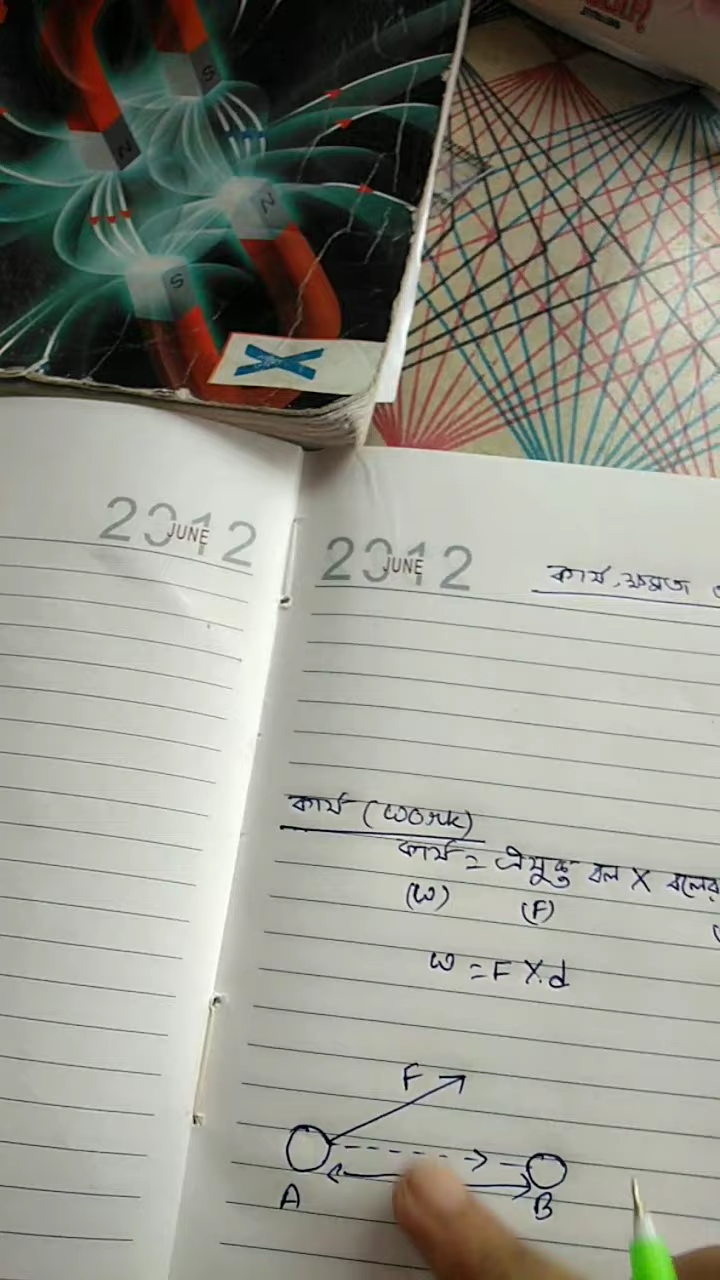 S
N
N
S
X
2012 JUNE
2012 JUNE
কার্য, ক্ষমতা
কার্য (work)
কার্য = প্রযুক্ত বল X বলের
(W) (F)
W = F X d
F
A B